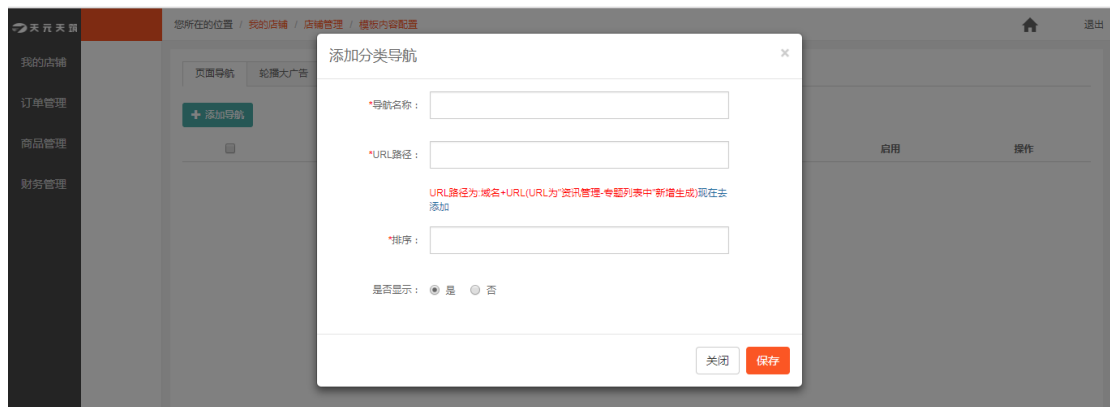 天元天筑
您所在的位置 / 我的店铺 / 店铺管理 / 模板内容配置
退出
我的店铺
订单管理
商品管理
财务管理
页面导航
轮播大广告
+ 添加导航
启用
操作
添加分类导航
×
*导航名称：
*URL路径：
URL路径为:域名+URL(URL为"资讯管理-专题列表中"新增生成)现在去
添加
*排序：
是否显示： 是 否
关闭
保存